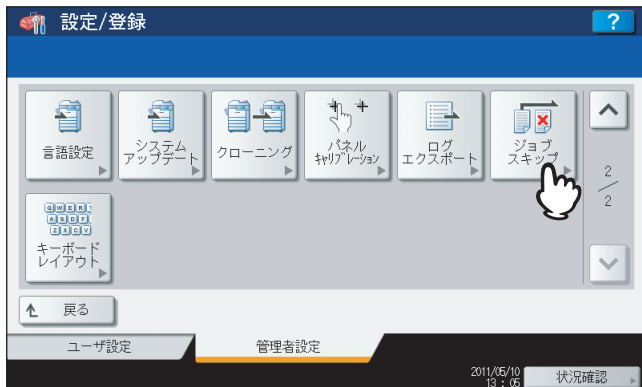 設定/登録
?
言語設定
システム
アップデート
クローニング
パネル
ｷｬﾘﾌﾞﾚｰｼｮﾝ
ログ
エクスポート
ジョブ
スキップ
2
2
QWERT
ASDF
ZXCV
キーボード
レイアウト
戻る
ユーザ設定
管理者設定
2011/05/10
13 : 05
状況確認